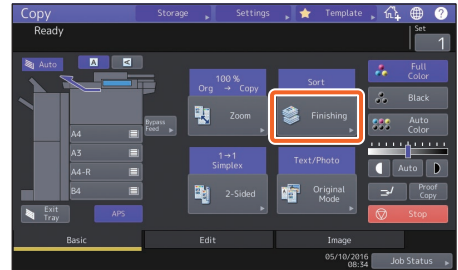 Copy
Storage
Settings
Template
?
Ready
Set
1
Auto
A
A
100 %
Org → Copy
Sort
Full
Color
Zoom
Finishing
Black
Bypass
Feed
Auto
Color
A4
A3
A4-R
B4
1→1
Simplex
Text/Photo
Auto
2-Sided
Original
Mode
Proof
Copy
Exit
Tray
APS
Stop
Basic
Edit
Image
05/10/2016
08:34
Job Status